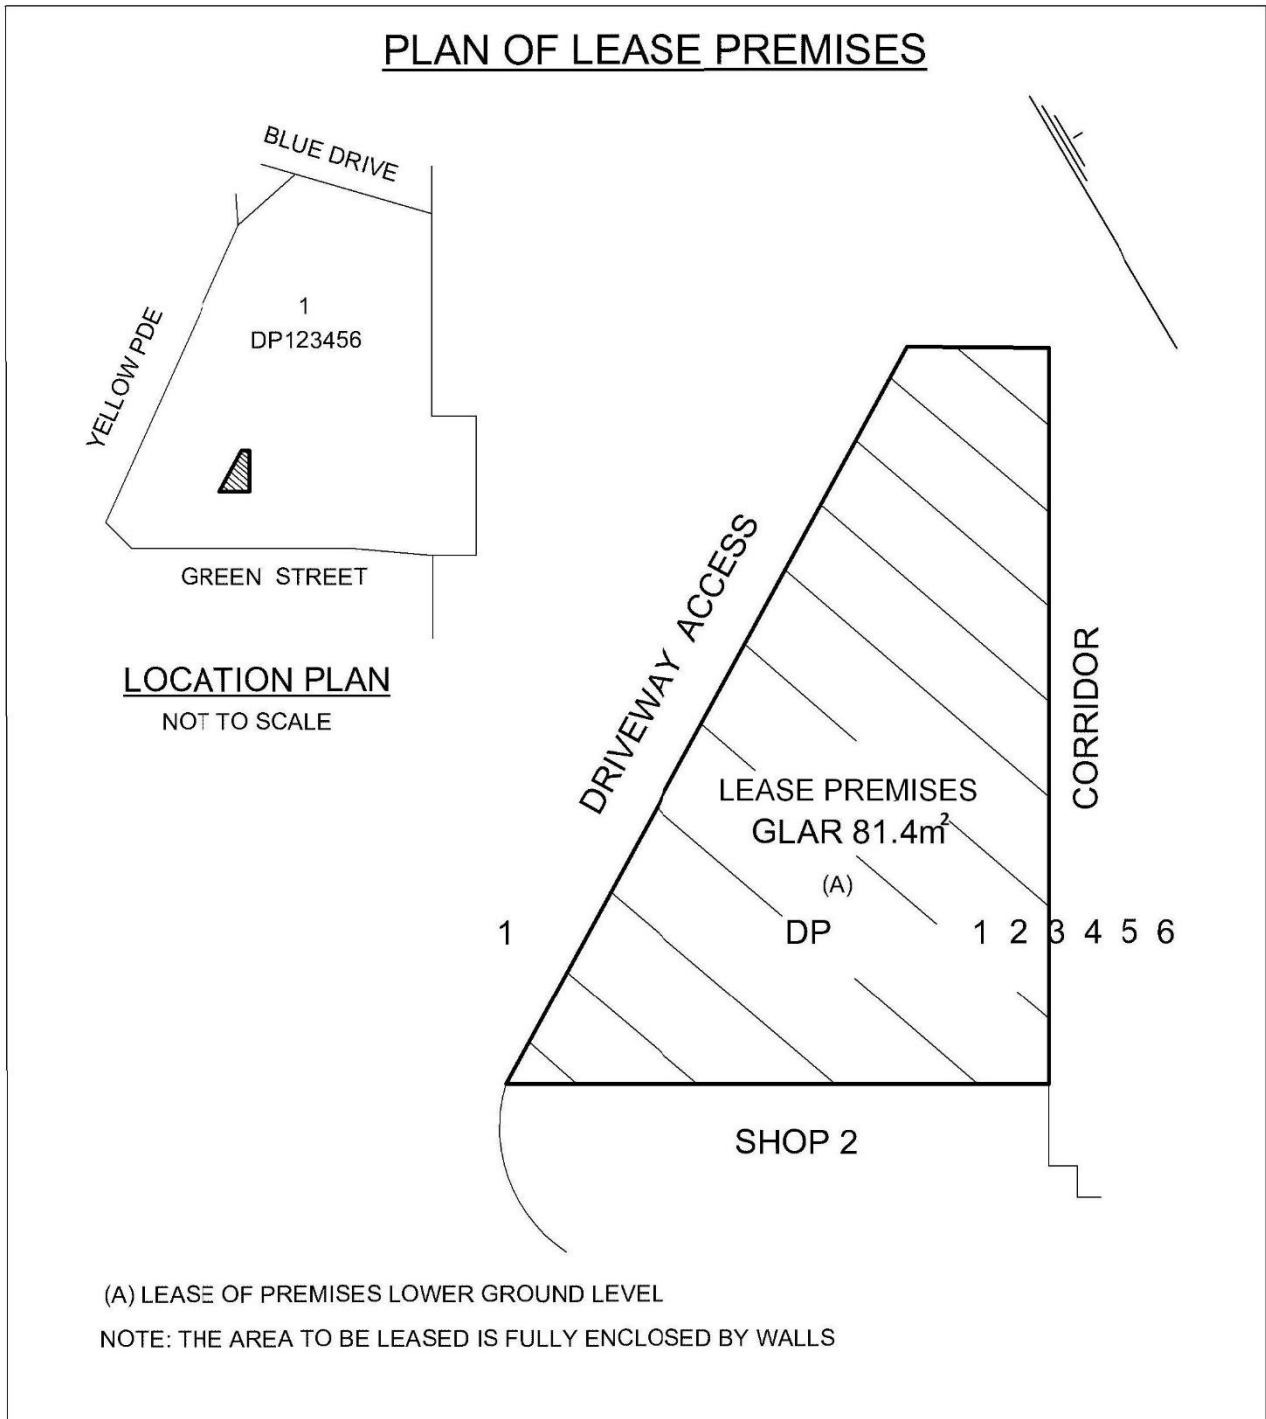 PLAN OF LEASE PREMISES
BLUE DRIVE
1
DP123456
YELLOW PDE
GREEN STREET
LOCATION PLAN
NOT TO SCALE
DRIVEWAY ACCESS
CORRIDOR
LEASE PREMISES
GLAR 81.4m²
(A)
1 DP 1 2 3 4 5 6
SHOP 2
(A) LEASE OF PREMISES LOWER GROUND LEVEL
NOTE: THE AREA TO BE LEASED IS FULLY ENCLOSED BY WALLS